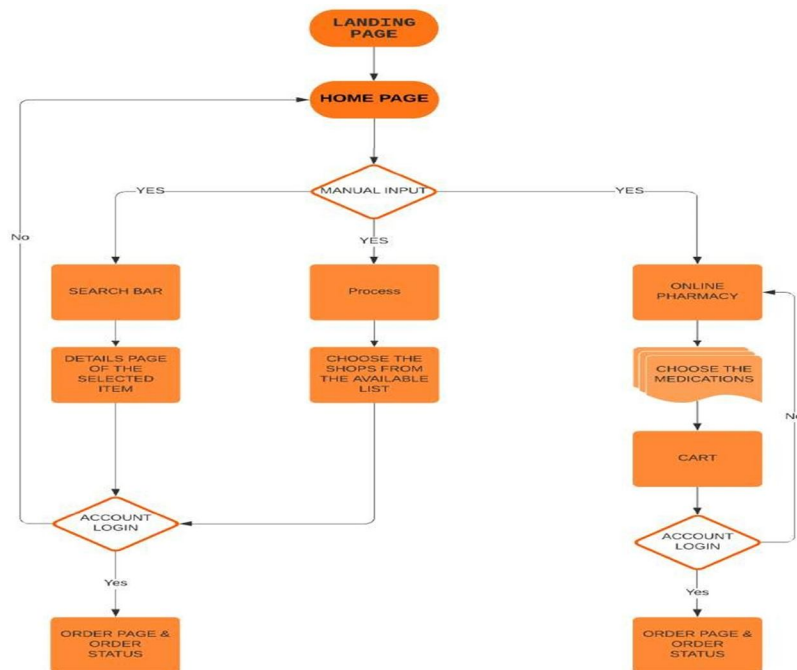 LANDING
PAGE
HOME PAGE
MANUAL INPUT
YES
YES
YES
No
SEARCH BAR
Process
ONLINE
PHARMACY
DETAILS PAGE
OF THE
SELECTED
ITEM
CHOOSE THE
SHOPS FROM
THE AVAILABLE
LIST
CHOOSE THE
MEDICATIONS
No
CART
ACCOUNT
LOGIN
ACCOUNT
LOGIN
Yes
Yes
ORDER PAGE &
ORDER
STATUS
ORDER PAGE &
ORDER
STATUS